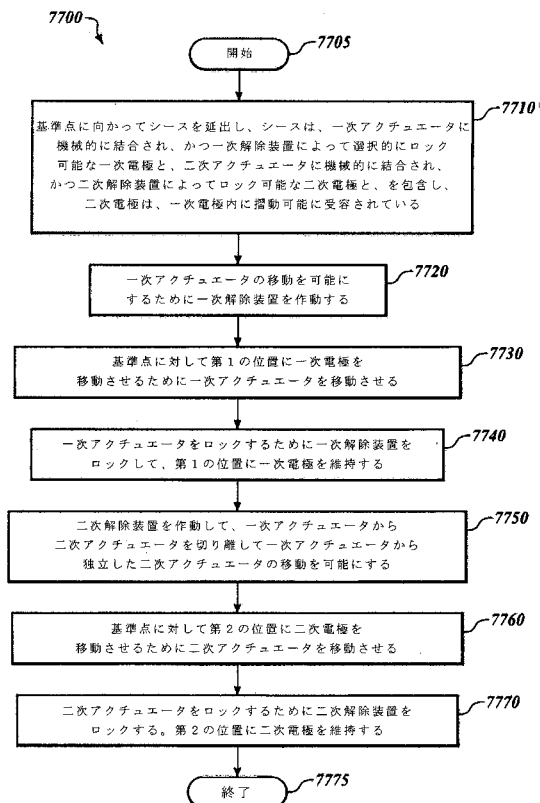 7700
7705
開始
7710
基準点に向かってシースを延出し、シースは、一次アクチュエータに
機械的に結合され、かつ一次解除装置によって選択的にロック
可能な一次電極と、二次アクチュエータに機械的に結合され、
かつ二次解除装置によってロック可能な二次電極と、を包含し、
二次電極は、一次電極内に摺動可能に受容されている
7720
一次アクチュエータの移動を可能に
するために一次解除装置を作動する
7730
基準点に対して第1の位置に一次電極を
移動させるために一次アクチュエータを移動させる
7740
一次アクチュエータをロックするために一次解除装置を
ロックして、第1の位置に一次電極を維持する
7750
二次解除装置を作動して、一次アクチュエータから
二次アクチュエータを切り離して一次アクチュエータから
独立した二次アクチュエータの移動を可能にする
7760
基準点に対して第2の位置に二次電極を
移動させるために二次アクチュエータを移動させる
7770
二次アクチュエータをロックするために二次解除装置を
ロックする。第2の位置に二次電極を維持する
終了
7775